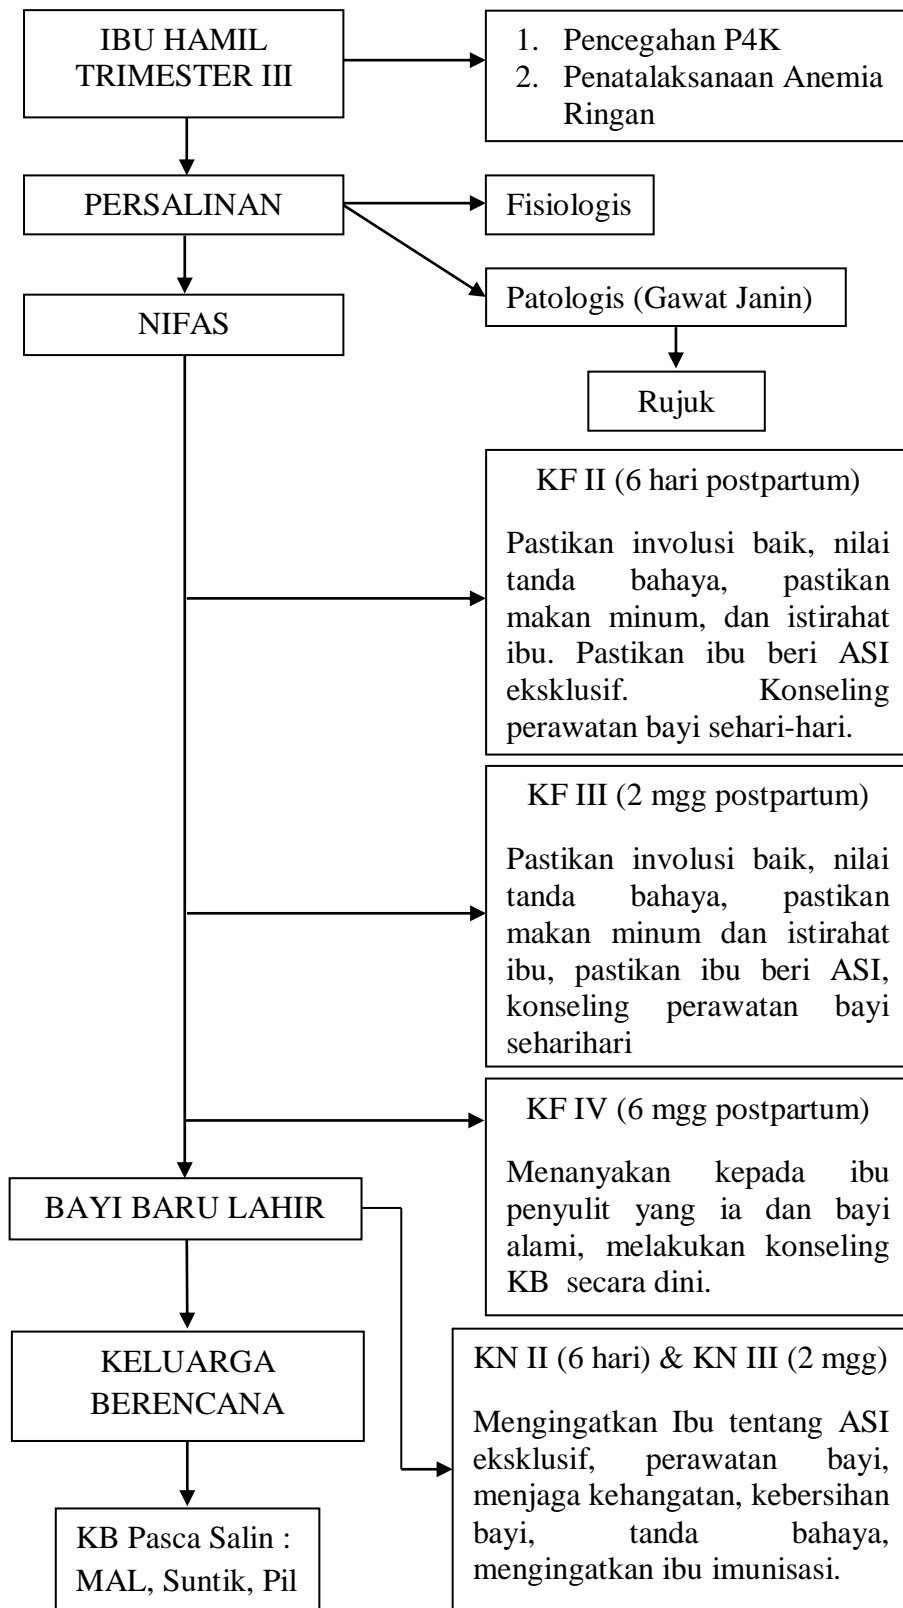 IBU HAMIL
TRIMESTER III
1. Pencegahan P4K
2. Penatalaksanaan Anemia
Ringan
PERSALINAN
Fisiologis
Patologis (Gawat Janin)
NIFAS
Rujuk
KF II (6 hari postpartum)
Pastikan involusi baik, nilai
tanda bahaya, pastikan
makan minum, dan istirahat
ibu. Pastikan ibu beri ASI
eksklusif. Konseling
perawatan bayi sehari-hari.
KF III (2 mgg postpartum)
Pastikan involusi baik, nilai
tanda bahaya, pastikan
makan minum dan istirahat
ibu, pastikan ibu beri ASI,
konseling perawatan bayi
seharihari
KF IV (6 mgg postpartum)
Menanyakan kepada ibu
penyulit yang ia dan bayi
alami, melakukan konseling
KB secara dini.
BAYI BARU LAHIR
KELUARGA
BERENCANA
KN II (6 hari) & KN III (2 mgg)
Mengingatkan Ibu tentang ASI
eksklusif, perawatan bayi,
menjaga kehangatan, kebersihan
bayi, tanda bahaya,
mengingatkan ibu imunisasi.
KB Pasca Salin :
MAL, Suntik, Pil